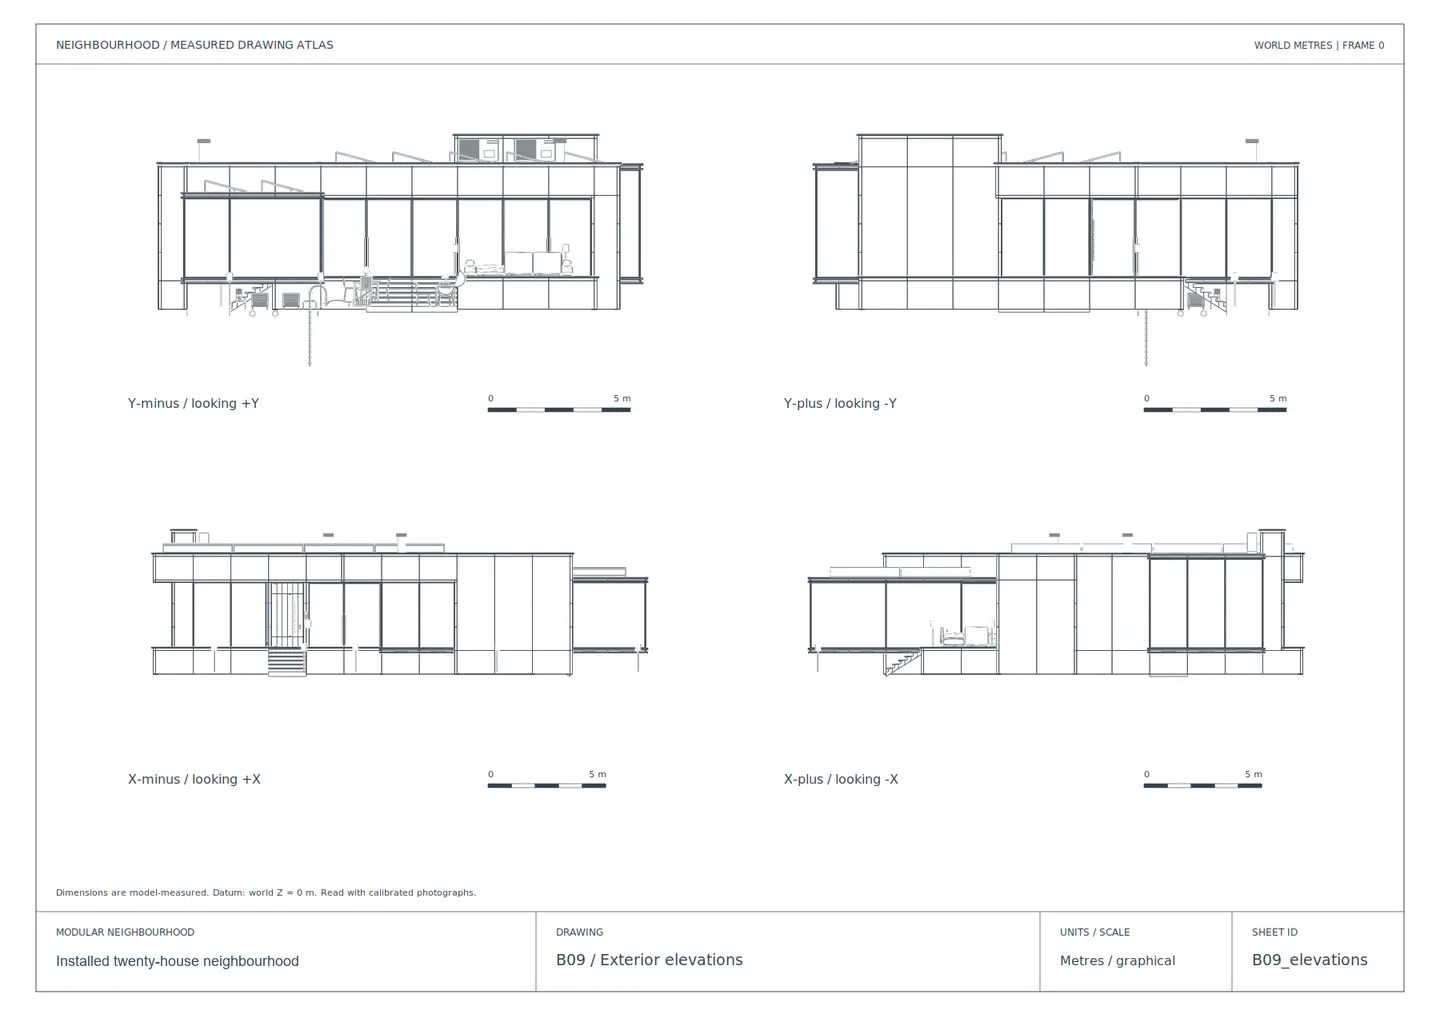 NEIGHBOURHOOD / MEASURED DRAWING ATLAS
WORLD METRES | FRAME 0
Y-minus / looking +Y
0 5 m
Y-plus / looking -Y
0 5 m
X-minus / looking +X
0 5 m
X-plus / looking -X
0 5 m
Dimensions are model-measured. Datum: world Z = 0 m. Read with calibrated photographs.
MODULAR NEIGHBOURHOOD
Installed twenty-house neighbourhood
DRAWING
B09 / Exterior elevations
UNITS / SCALE
Metres / graphical
SHEET ID
B09_elevations